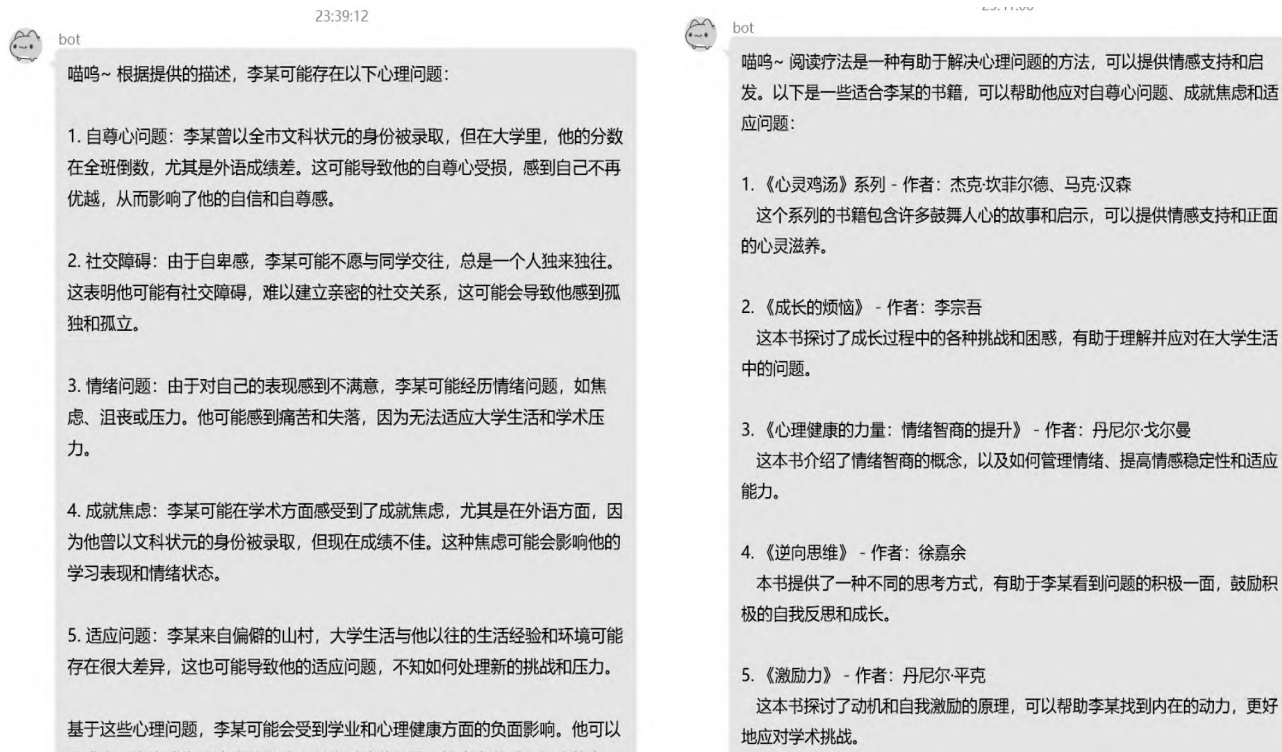 23:39:12
bot
喵呜~ 根据提供的描述，李某可能存在以下心理问题：
1. 自尊心问题：李某曾以全市文科状元的身份被录取，但在大学里，他的分数
在全班倒数，尤其是外语成绩差。这可能导致他的自尊心受损，感到自己不再
优越，从而影响了他的自信和自尊感。
2. 社交障碍：由于自卑感，李某可能不愿与同学交往，总是一个人独来独往。
这表明他可能有社交障碍，难以建立亲密的社交关系，这可能会导致他感到孤
独和孤立。
3. 情绪问题：由于对自己的表现感到不满意，李某可能经历情绪问题，如焦
虑、沮丧或压力。他可能感到痛苦和失落，因为无法适应大学生活和学术压
力。
4. 成就焦虑：李某可能在学术方面感受到了成就焦虑，尤其是在外语方面，因
为他曾以文科状元的身份被录取，但现在成绩不佳。这种焦虑可能会影响他的
学习表现和情绪状态。
5. 适应问题：李某来自偏僻的山村，大学生活与他以往的生活经验和环境可能
存在很大差异，这也可能导致他的适应问题，不知如何处理新的挑战和压力。
基于这些心理问题，李某可能会受到学业和心理健康方面的负面影响。他可以
bot
喵呜~ 阅读疗法是一种有助于解决心理问题的方法，可以提供情感支持和启
发。以下是一些适合李某的书籍，可以帮助他应对自尊心问题、成就焦虑和适
应问题：
1. 《心灵鸡汤》系列 - 作者：杰克·坎菲尔德、马克·汉森
这个系列的书籍包含许多鼓舞人心的故事和启示，可以提供情感支持和正面
的心灵滋养。
2. 《成长的烦恼》 - 作者：李宗吾
这本书探讨了成长过程中的各种挑战和困惑，有助于理解并应对在大学生活
中的问题。
3. 《心理健康的力量：情绪智商的提升》 - 作者：丹尼尔·戈尔曼
这本书介绍了情绪智商的概念，以及如何管理情绪、提高情感稳定性和适应
能力。
4. 《逆向思维》 - 作者：徐嘉余
本书提供了一种不同的思考方式，有助于李某看到问题的积极一面，鼓励积
极的自我反思和成长。
5. 《激励力》 - 作者：丹尼尔·平克
这本书探讨了动机和自我激励的原理，可以帮助李某找到内在的动力，更好
地应对学术挑战。